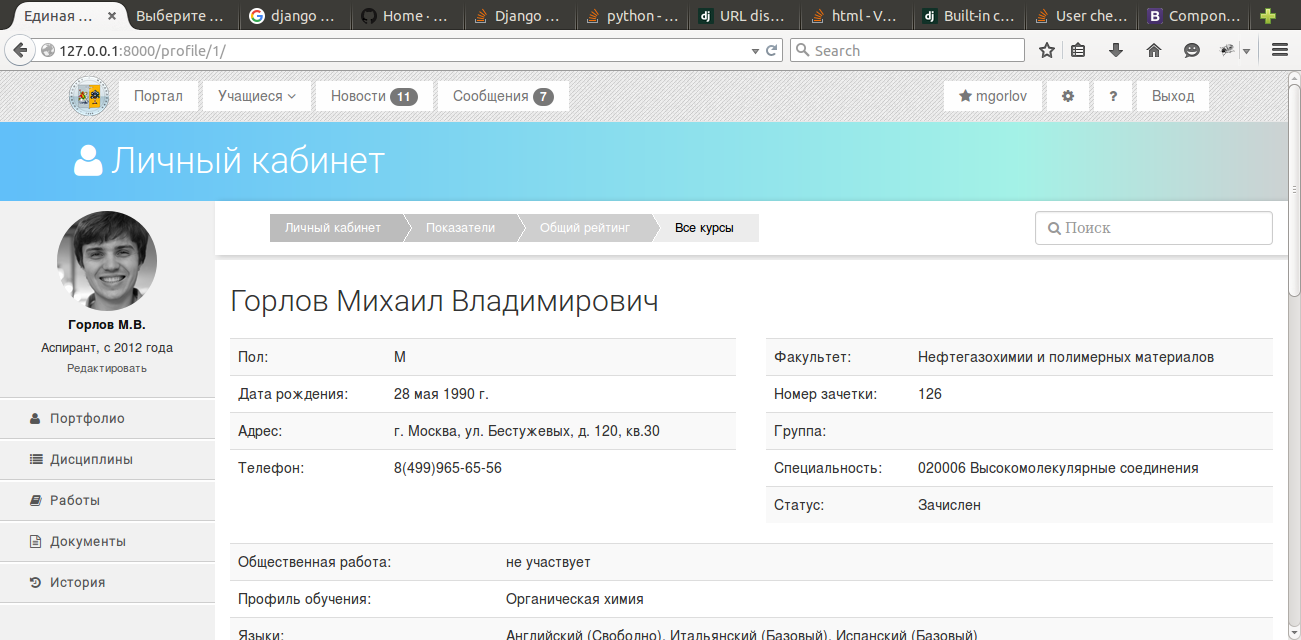 Единая ... Выберите ... django ... Home · ... Django ... python - ... URL dis... html - V... Built-in c... User che... Compon...
127.0.0.1:8000/profile/1/ Search
Портал Учащиеся Новости 11 Сообщения 7 mgorlov ? Выход
Личный кабинет
Личный кабинет Показатели Общий рейтинг Все курсы Поиск
Горлов М.В.
Аспирант, с 2012 года
Редактировать
Портфолио
Дисциплины
Работы
Документы
История
Горлов Михаил Владимирович
Пол: М
Дата рождения: 28 мая 1990 г.
Адрес: г. Москва, ул. Бестужевых, д. 120, кв.30
Телефон: 8(499)965-65-56
Факультет: Нефтегазохимии и полимерных материалов
Номер зачетки: 126
Группа:
Специальность: 020006 Высокомолекулярные соединения
Статус: Зачислен
Общественная работа: не участвует
Профиль обучения: Органическая химия
Языки: Английский (Свободно), Итальянский (Базовый), Испанский (Базовый)